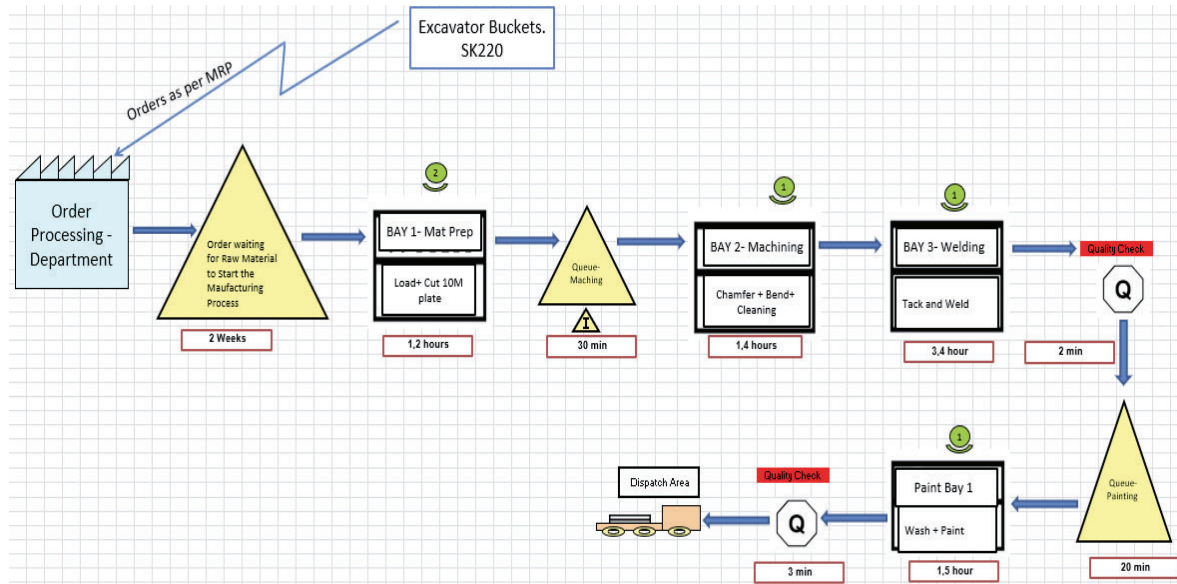 Excavator Buckets.
SK220
Orders as per MRP
Order
Processing -
Department
Order waiting
for Raw Material
to Start the
Maufacturing
Process
2 Weeks
2
BAY 1- Mat Prep
Load+ Cut 10M
plate
1,2 hours
Queue-
Maching
I
30 min
1
BAY 2- Machining
Chamfer + Bend+
Cleaning
1,4 hours
1
BAY 3- Welding
Tack and Weld
3,4 hour
Quality Check
Q
2 min
Queue-
Painting
20 min
1
Paint Bay 1
Wash + Paint
1,5 hour
Quality Check
Q
3 min
Dispatch Area